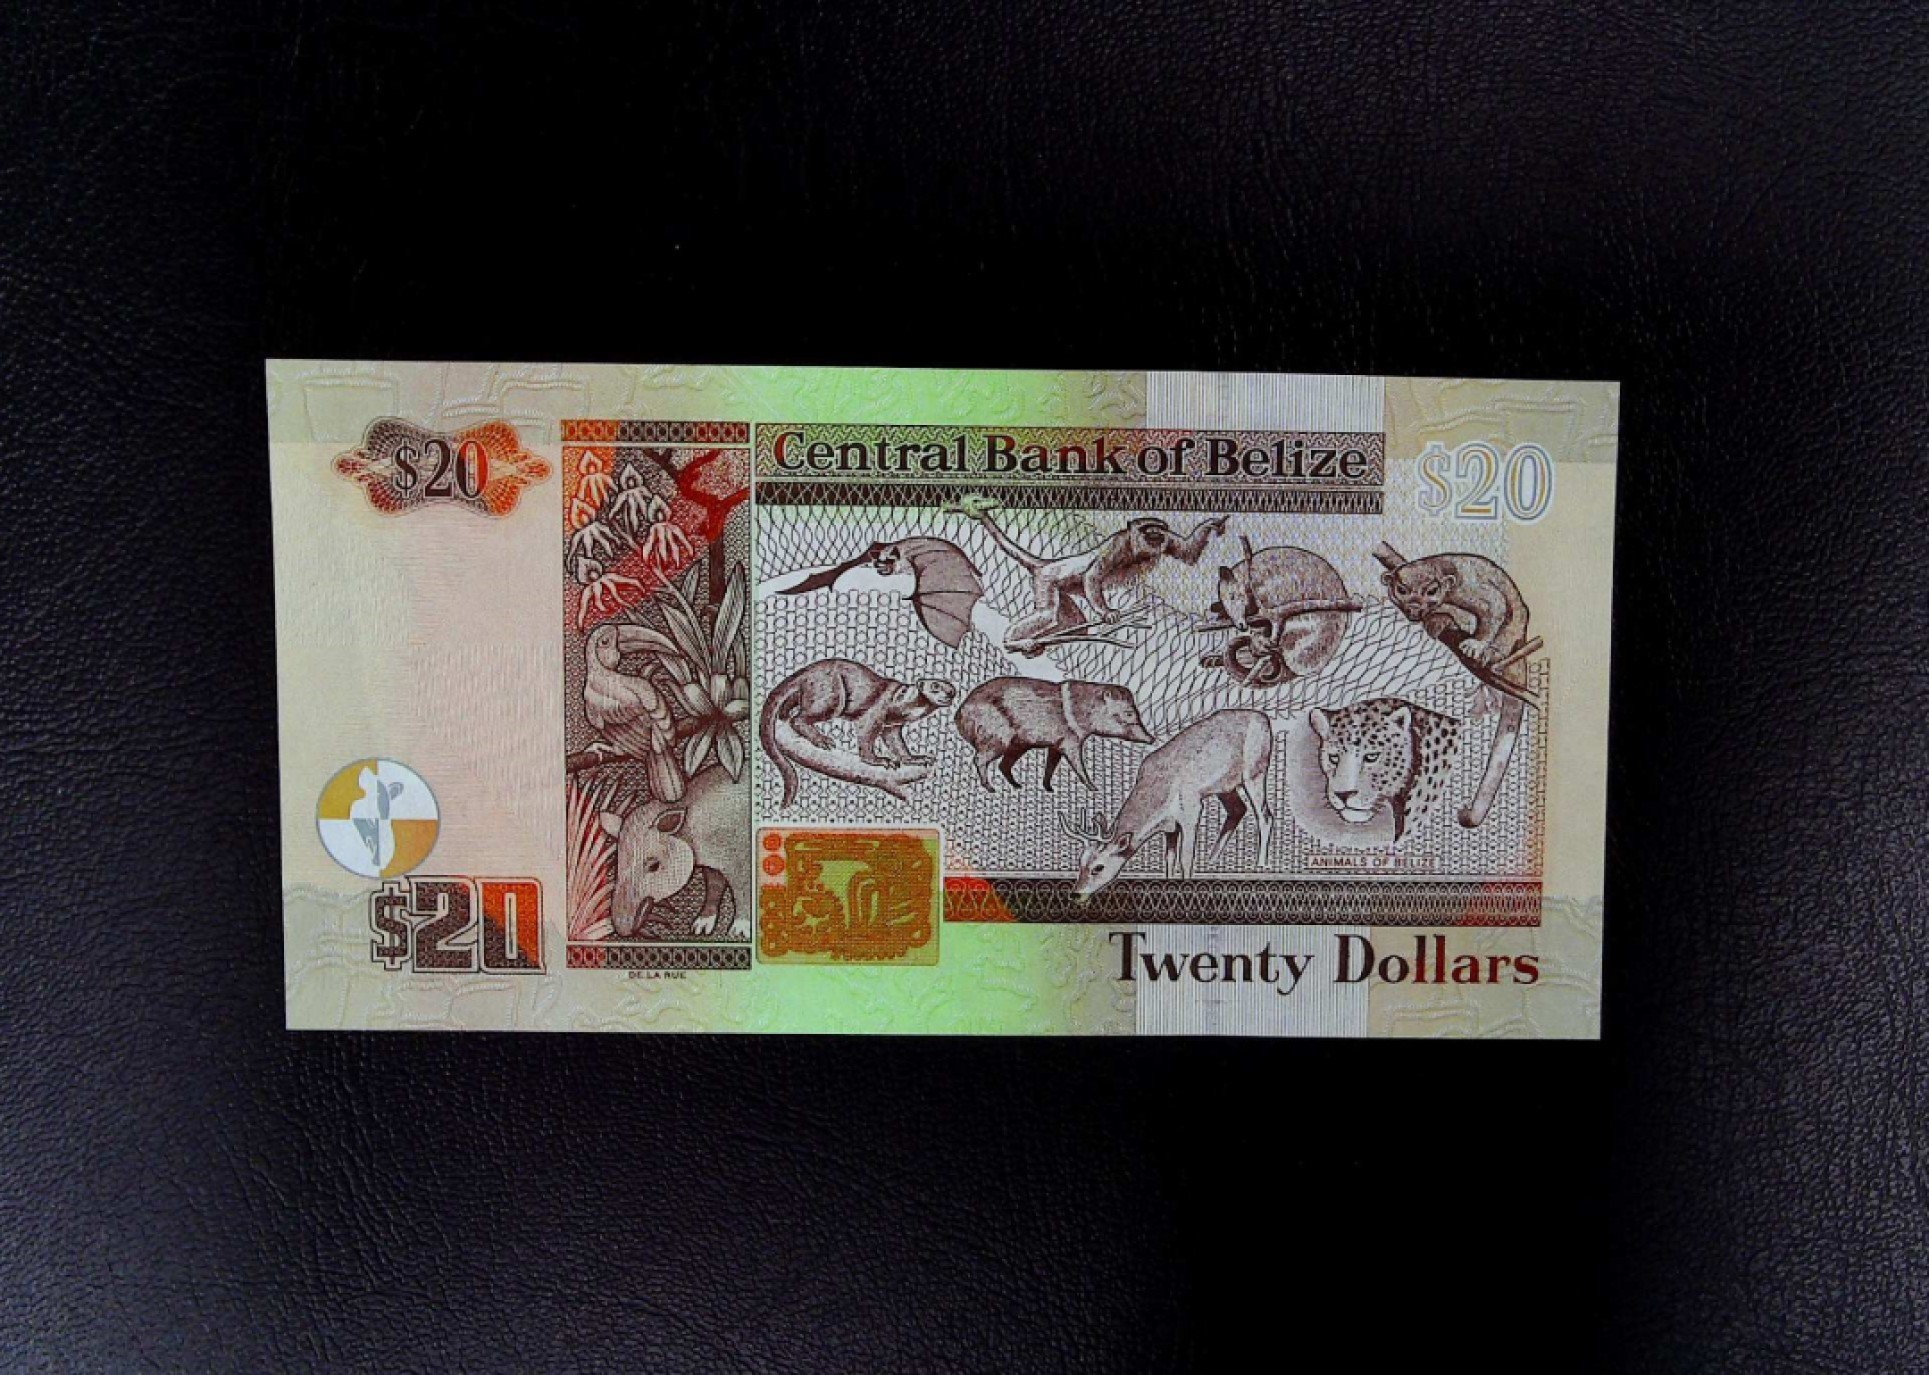 $20
Central Bank of Belize
$20
ANIMALS OF BELIZE
$20
DE LA RUE
Twenty Dollars